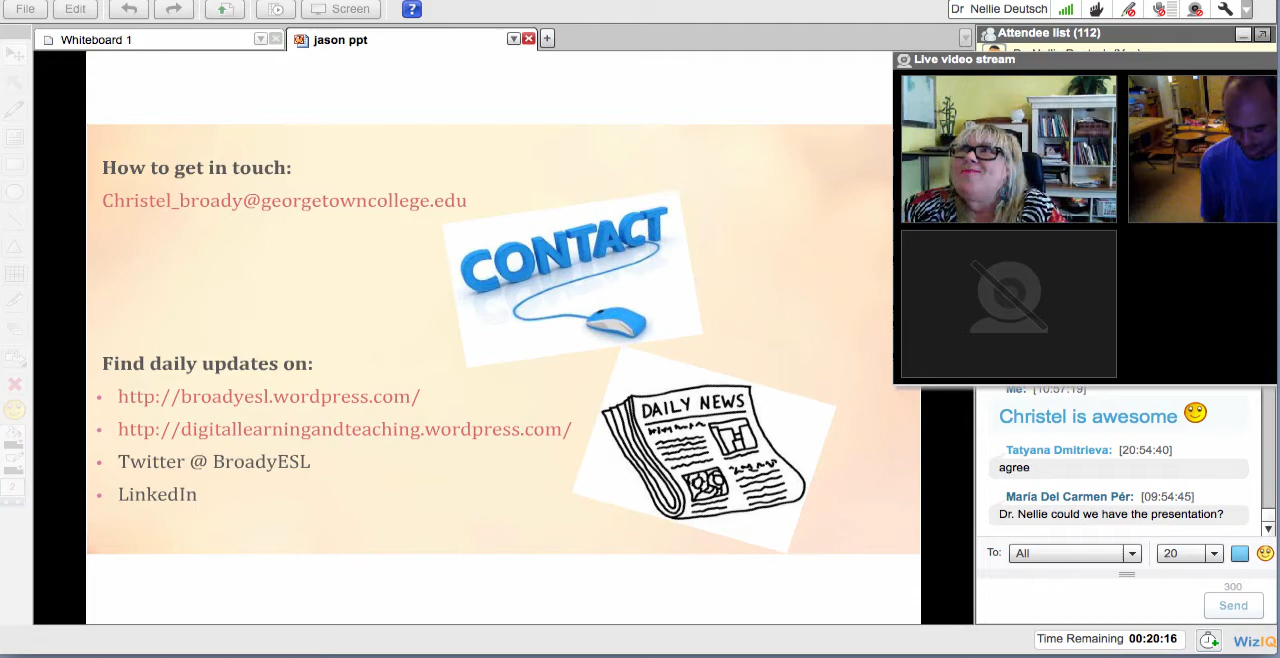 File Edit Screen ? Dr Nellie Deutsch
Whiteboard 1 jason ppt +
Attendee list (112)
Live video stream
How to get in touch:
Christel_broady@georgetowncollege.edu
CONTACT
Find daily updates on:
• http://broadyesl.wordpress.com/
• http://digitallearningandteaching.wordpress.com/
• Twitter @ BroadyESL
• LinkedIn
DAILY NEWS
Me: [10:57:19]
Christel is awesome
Tatyana Dmitrieva: [20:54:40]
agree
María Del Carmen Pér: [09:54:45]
Dr. Nellie could we have the presentation?
To: All 20
300
Send
2
Time Remaining 00:20:16
WizIQ